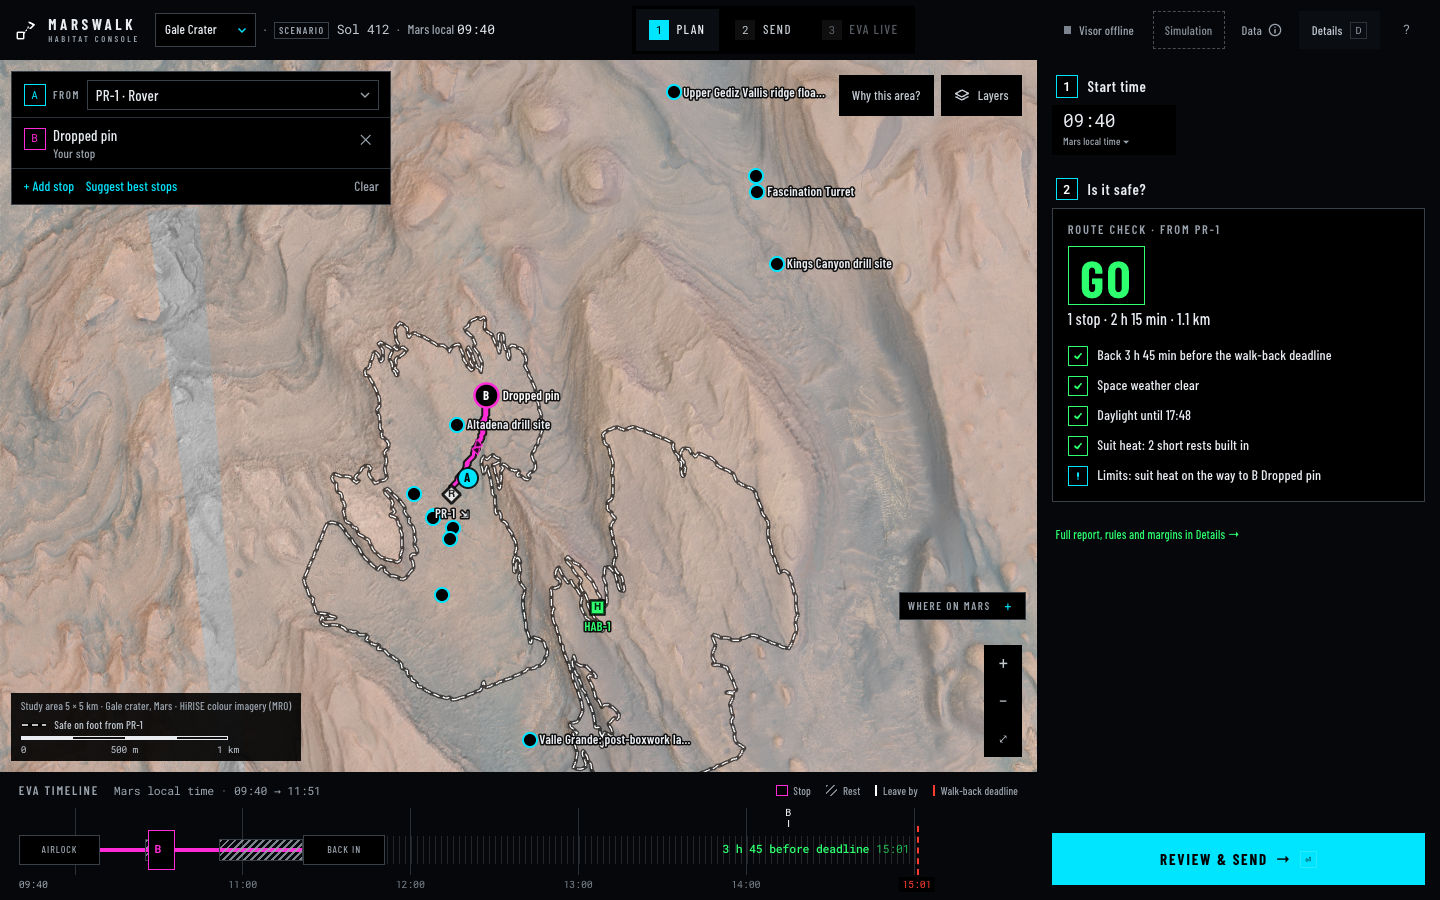 MARSWALK
HABITAT CONSOLE
Gale Crater
· SCENARIO Sol 412 · Mars local 09:40
1 PLAN
2 SEND
3 EVA LIVE
Visor offline
Simulation
Data
Details D
?
A FROM PR-1 · Rover
B Dropped pin
Your stop
+ Add stop Suggest best stops Clear
Why this area?
Layers
Upper Gediz Vallis ridge floa...
Fascination Turret
Kings Canyon drill site
B Dropped pin
Altadena drill site
A
PR-1
H
HAB-1
Valle Grande: post-boxwork la...
WHERE ON MARS +
+
−
Study area 5 × 5 km · Gale crater, Mars · HiRISE colour imagery (MRO)
Safe on foot from PR-1
0 500 m 1 km
1 Start time
09:40
Mars local time
2 Is it safe?
ROUTE CHECK · FROM PR-1
GO
1 stop · 2 h 15 min · 1.1 km
Back 3 h 45 min before the walk-back deadline
Space weather clear
Daylight until 17:48
Suit heat: 2 short rests built in
! Limits: suit heat on the way to B Dropped pin
Full report, rules and margins in Details →
REVIEW & SEND →
EVA TIMELINE Mars local time · 09:40 → 11:51
Stop Rest Leave by Walk-back deadline
B
AIRLOCK
B
BACK IN
3 h 45 before deadline 15:01
09:40 11:00 12:00 13:00 14:00 15:01